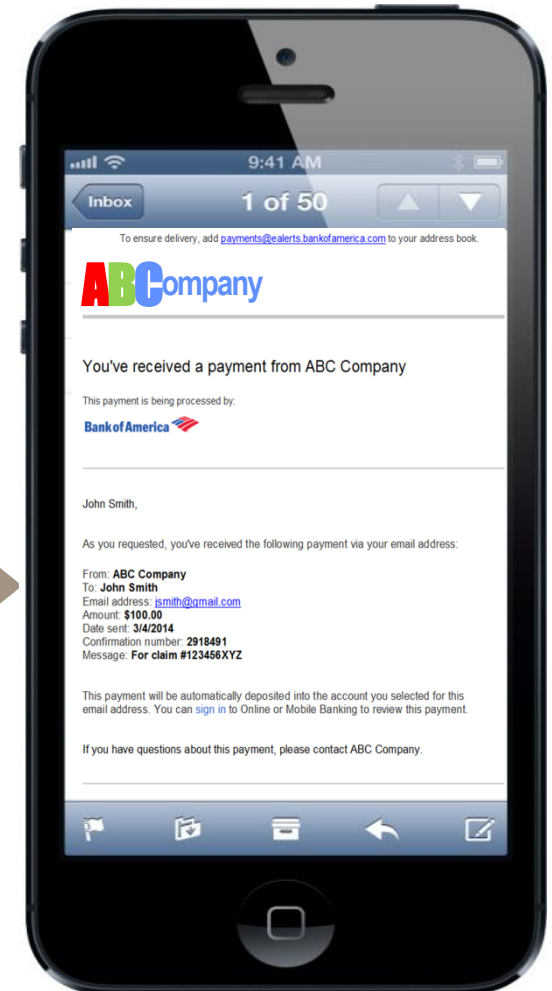 9:41 AM
Inbox
1 of 50
To ensure delivery, add payments@ealerts.bankofamerica.com to your address book.
ABCompany
You've received a payment from ABC Company
This payment is being processed by:
Bank of America
John Smith,
As you requested, you've received the following payment via your email address:
From: ABC Company
To: John Smith
Email address: jsmith@gmail.com
Amount: $100.00
Date sent: 3/4/2014
Confirmation number: 2918491
Message: For claim #123456XYZ
This payment will be automatically deposited into the account you selected for this
email address. You can sign in to Online or Mobile Banking to review this payment.
If you have questions about this payment, please contact ABC Company.